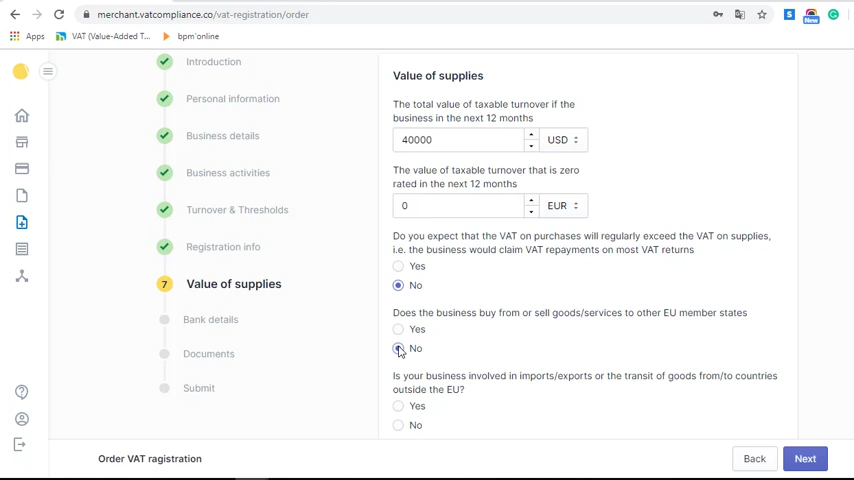 merchant.vatcompliance.co/vat-registration/order
New
Apps
VAT (Value-Added T...
bpm'online
Introduction
Personal information
Business details
Business activities
Turnover & Thresholds
Registration info
7 Value of supplies
Bank details
Documents
Submit
Value of supplies
The total value of taxable turnover if the
business in the next 12 months
40000 USD
The value of taxable turnover that is zero
rated in the next 12 months
0 EUR
Do you expect that the VAT on purchases will regularly exceed the VAT on supplies,
i.e. the business would claim VAT repayments on most VAT returns
Yes
No
Does the business buy from or sell goods/services to other EU member states
Yes
No
Is your business involved in imports/exports or the transit of goods from/to countries
outside the EU?
Yes
No
Order VAT ragistration
Back
Next